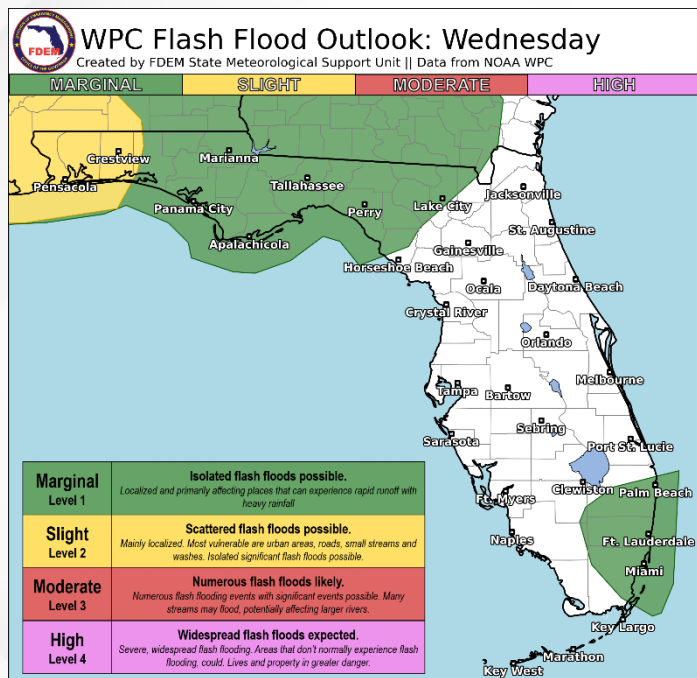 WPC Flash Flood Outlook: Wednesday
Created by FDEM State Meteorological Support Unit || Data from NOAA WPC
FDEM
MARGINAL
SLIGHT
MODERATE
HIGH
Crestview
Marianna
Pensacola
Tallahassee
Panama City
Perry
Lake City
Jacksonville
Apalachicola
St. Augustine
Gainesville
Horseshoe Beach
Ocala
Daytona Beach
Crystal River
Orlando
Melbourne
Tampa
Bartow
Sebring
Sarasota
Port St. Lucie
Clewiston
Palm Beach
Ft. Myers
Naples
Ft. Lauderdale
Miami
Key Largo
Marathon
Key West
Marginal
Level 1
Isolated flash floods possible.
Localized and primarily affecting places that can experience rapid runoff with
heavy rainfall
Slight
Level 2
Scattered flash floods possible.
Mainly localized. Most vulnerable are urban areas, roads, small streams and
washes. Isolated significant flash floods possible.
Moderate
Level 3
Numerous flash floods likely.
Numerous flash flooding events with significant events possible. Many
streams may flood, potentially affecting larger rivers.
High
Level 4
Widespread flash floods expected.
Severe, widespread flash flooding. Areas that don't normally experience flash
flooding, could. Lives and property in greater danger.